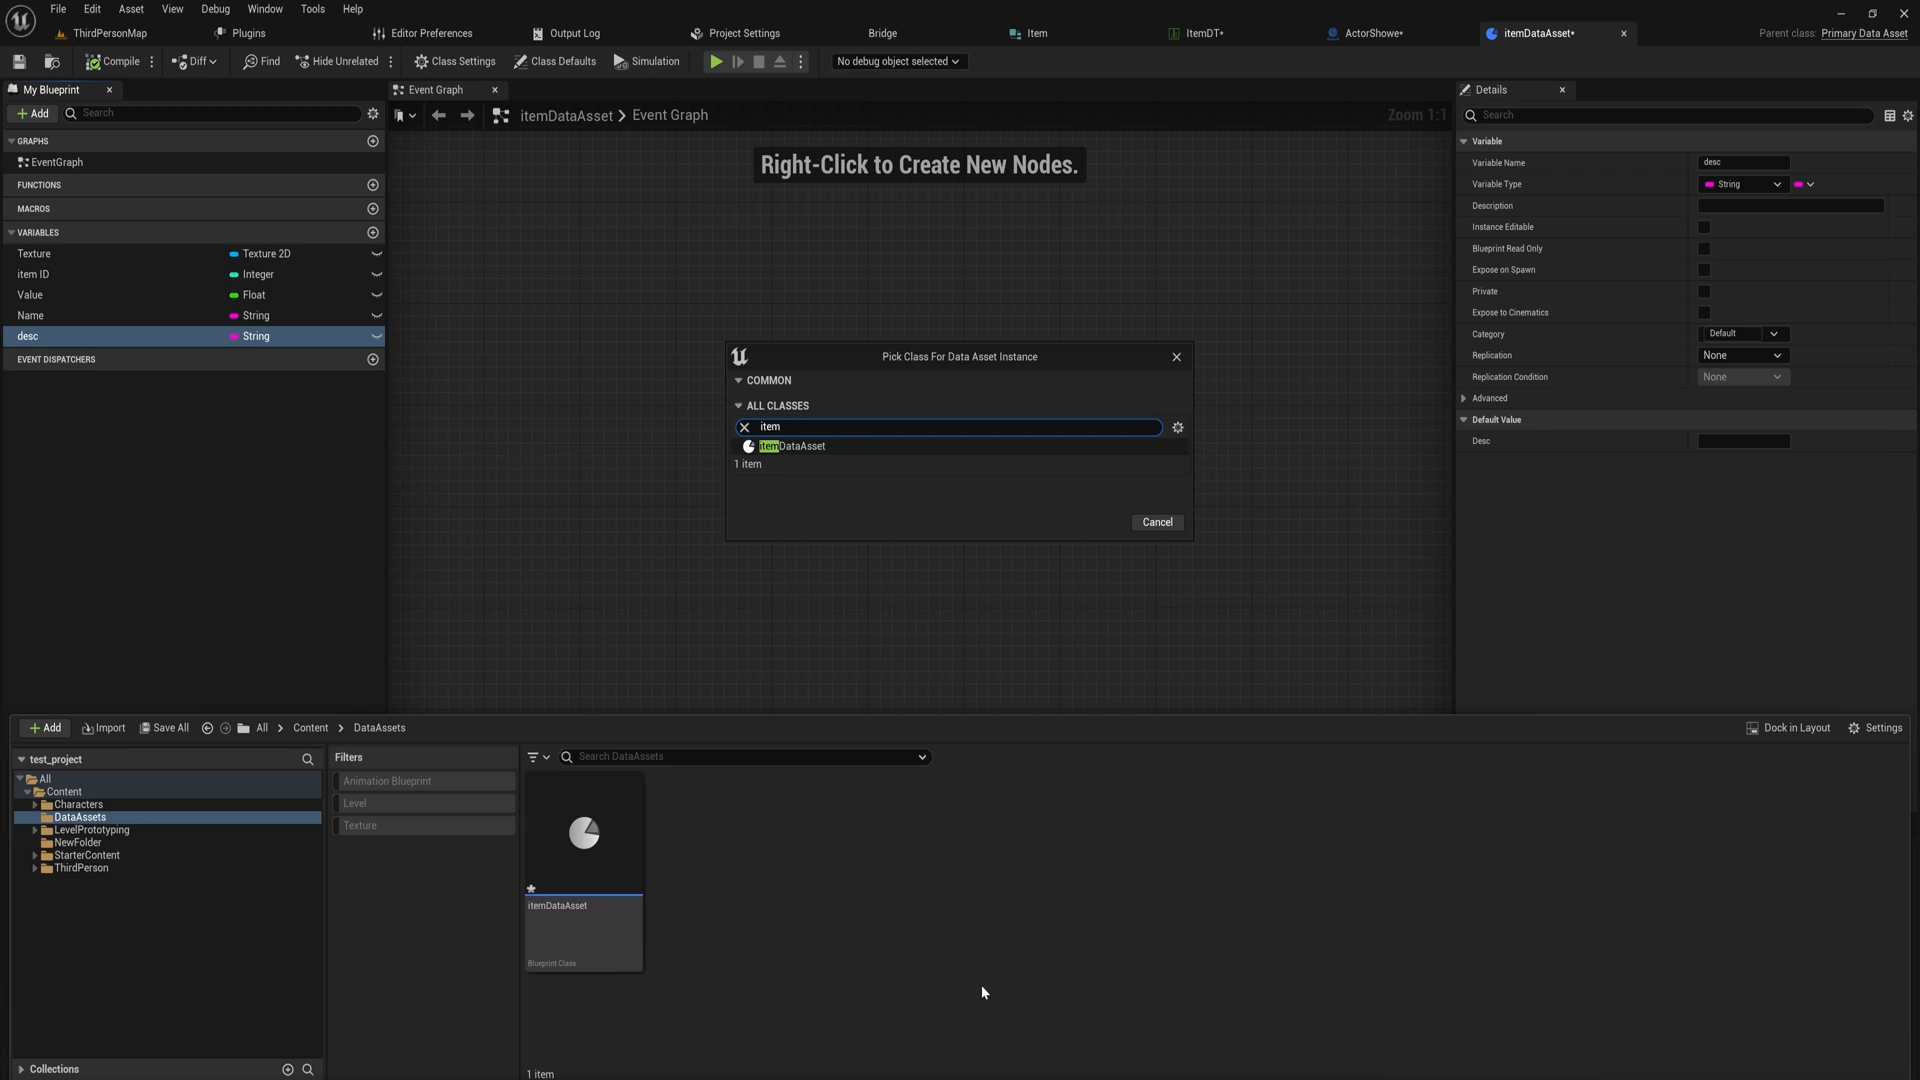 File Edit Asset View Debug Window Tools Help
ThirdPersonMap Plugins Editor Preferences Output Log Project Settings Bridge Item ItemDT* ActorShowe* itemDataAsset* Parent class: Primary Data Asset
Compile Diff Find Hide Unrelated Class Settings Class Defaults Simulation No debug object selected
My Blueprint
Add Search
GRAPHS
EventGraph
FUNCTIONS
MACROS
VARIABLES
Texture Texture 2D
item ID Integer
Value Float
Name String
desc String
EVENT DISPATCHERS
Event Graph
itemDataAsset > Event Graph Zoom 1:1
Right-Click to Create New Nodes.
Pick Class For Data Asset Instance
COMMON
ALL CLASSES
item
itemDataAsset
1 item
Cancel
Details
Search
Variable
Variable Name desc
Variable Type String
Description
Instance Editable
Blueprint Read Only
Expose on Spawn
Private
Expose to Cinematics
Category Default
Replication None
Replication Condition None
Advanced
Default Value
Desc
Add Import Save All All > Content > DataAssets Dock in Layout Settings
test_project
All
Content
Characters
DataAssets
LevelPrototyping
NewFolder
StarterContent
ThirdPerson
Collections
Filters
Animation Blueprint
Level
Texture
Search DataAssets
itemDataAsset
Blueprint Class
1 item